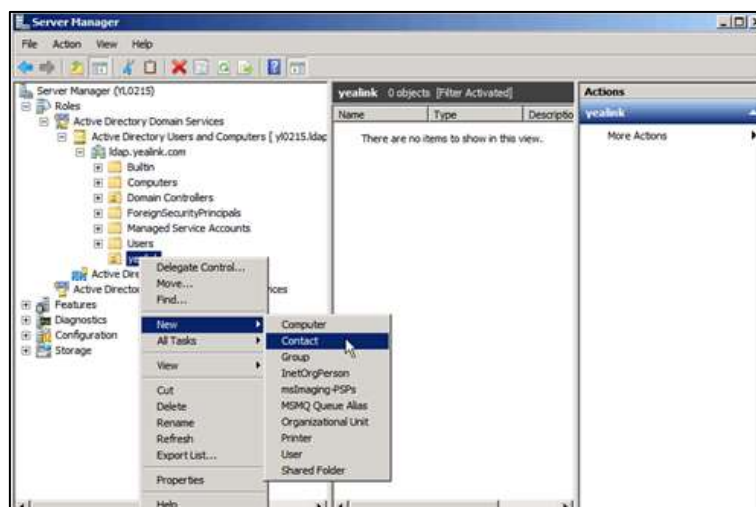 Server Manager
File Action View Help
Server Manager (YL0215)
Roles
Active Directory Domain Services
Active Directory Users and Computers [ yl0215.ldap
ldap.yealink.com
Builtin
Computers
Domain Controllers
ForeignSecurityPrincipals
Managed Service Accounts
Users
Active Dire
Active Directo
ices
Features
Diagnostics
Configuration
Storage
Delegate Control...
Move...
Find...
New
All Tasks
View
Cut
Delete
Rename
Refresh
Export List...
Properties
Help
Computer
Contact
Group
InetOrgPerson
msImaging-PSPs
MSMQ Queue Alias
Organizational Unit
Printer
User
Shared Folder
yealink 0 objects [Filter Activated]
Name Type Descriptio
There are no items to show in this view.
Actions
yealink
More Actions